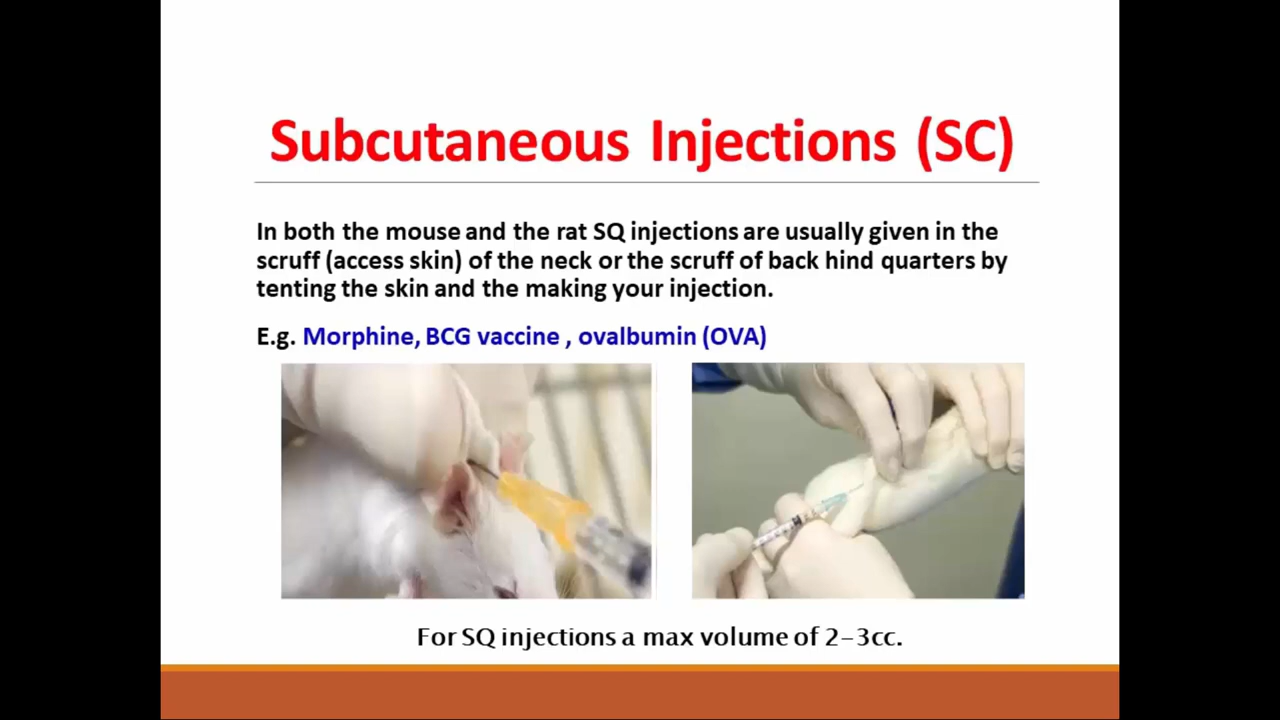 Subcutaneous Injections (SC)
In both the mouse and the rat SQ injections are usually given in the
scruff (access skin) of the neck or the scruff of back hind quarters by
tenting the skin and the making your injection.
E.g. Morphine, BCG vaccine , ovalbumin (OVA)
For SQ injections a max volume of 2-3cc.